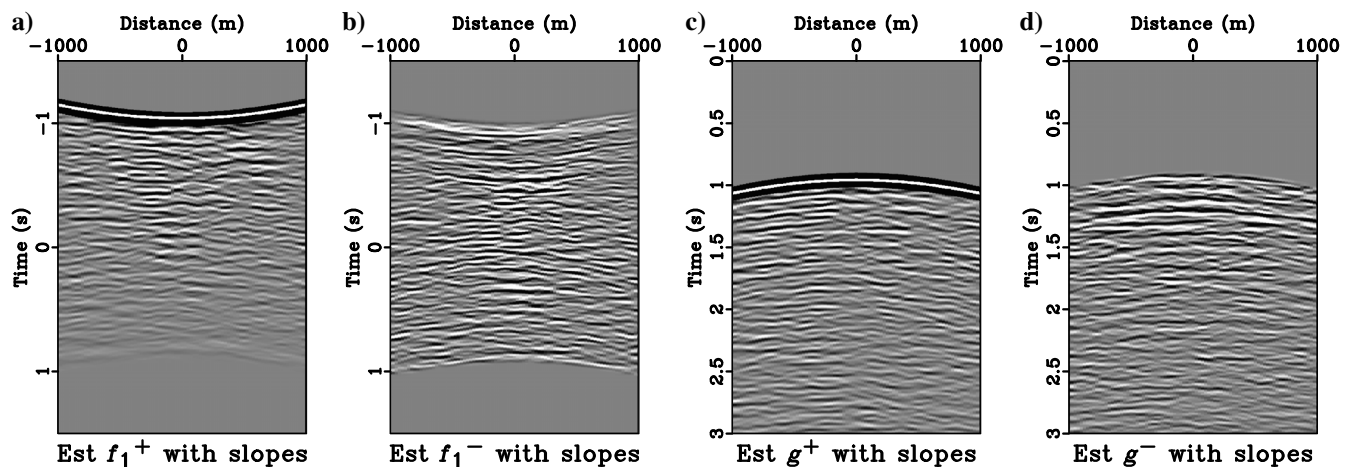 a) Distance (m)
−1000 0 1000
Time (s)
−1
0
1
Est f₁⁺ with slopes
b) Distance (m)
−1000 0 1000
Time (s)
−1
0
1
Est f₁⁻ with slopes
c) Distance (m)
−1000 0 1000
Time (s)
0
0.5
1
1.5
2
2.5
3
Est g⁺ with slopes
d) Distance (m)
−1000 0 1000
Time (s)
0
0.5
1
1.5
2
2.5
3
Est g⁻ with slopes